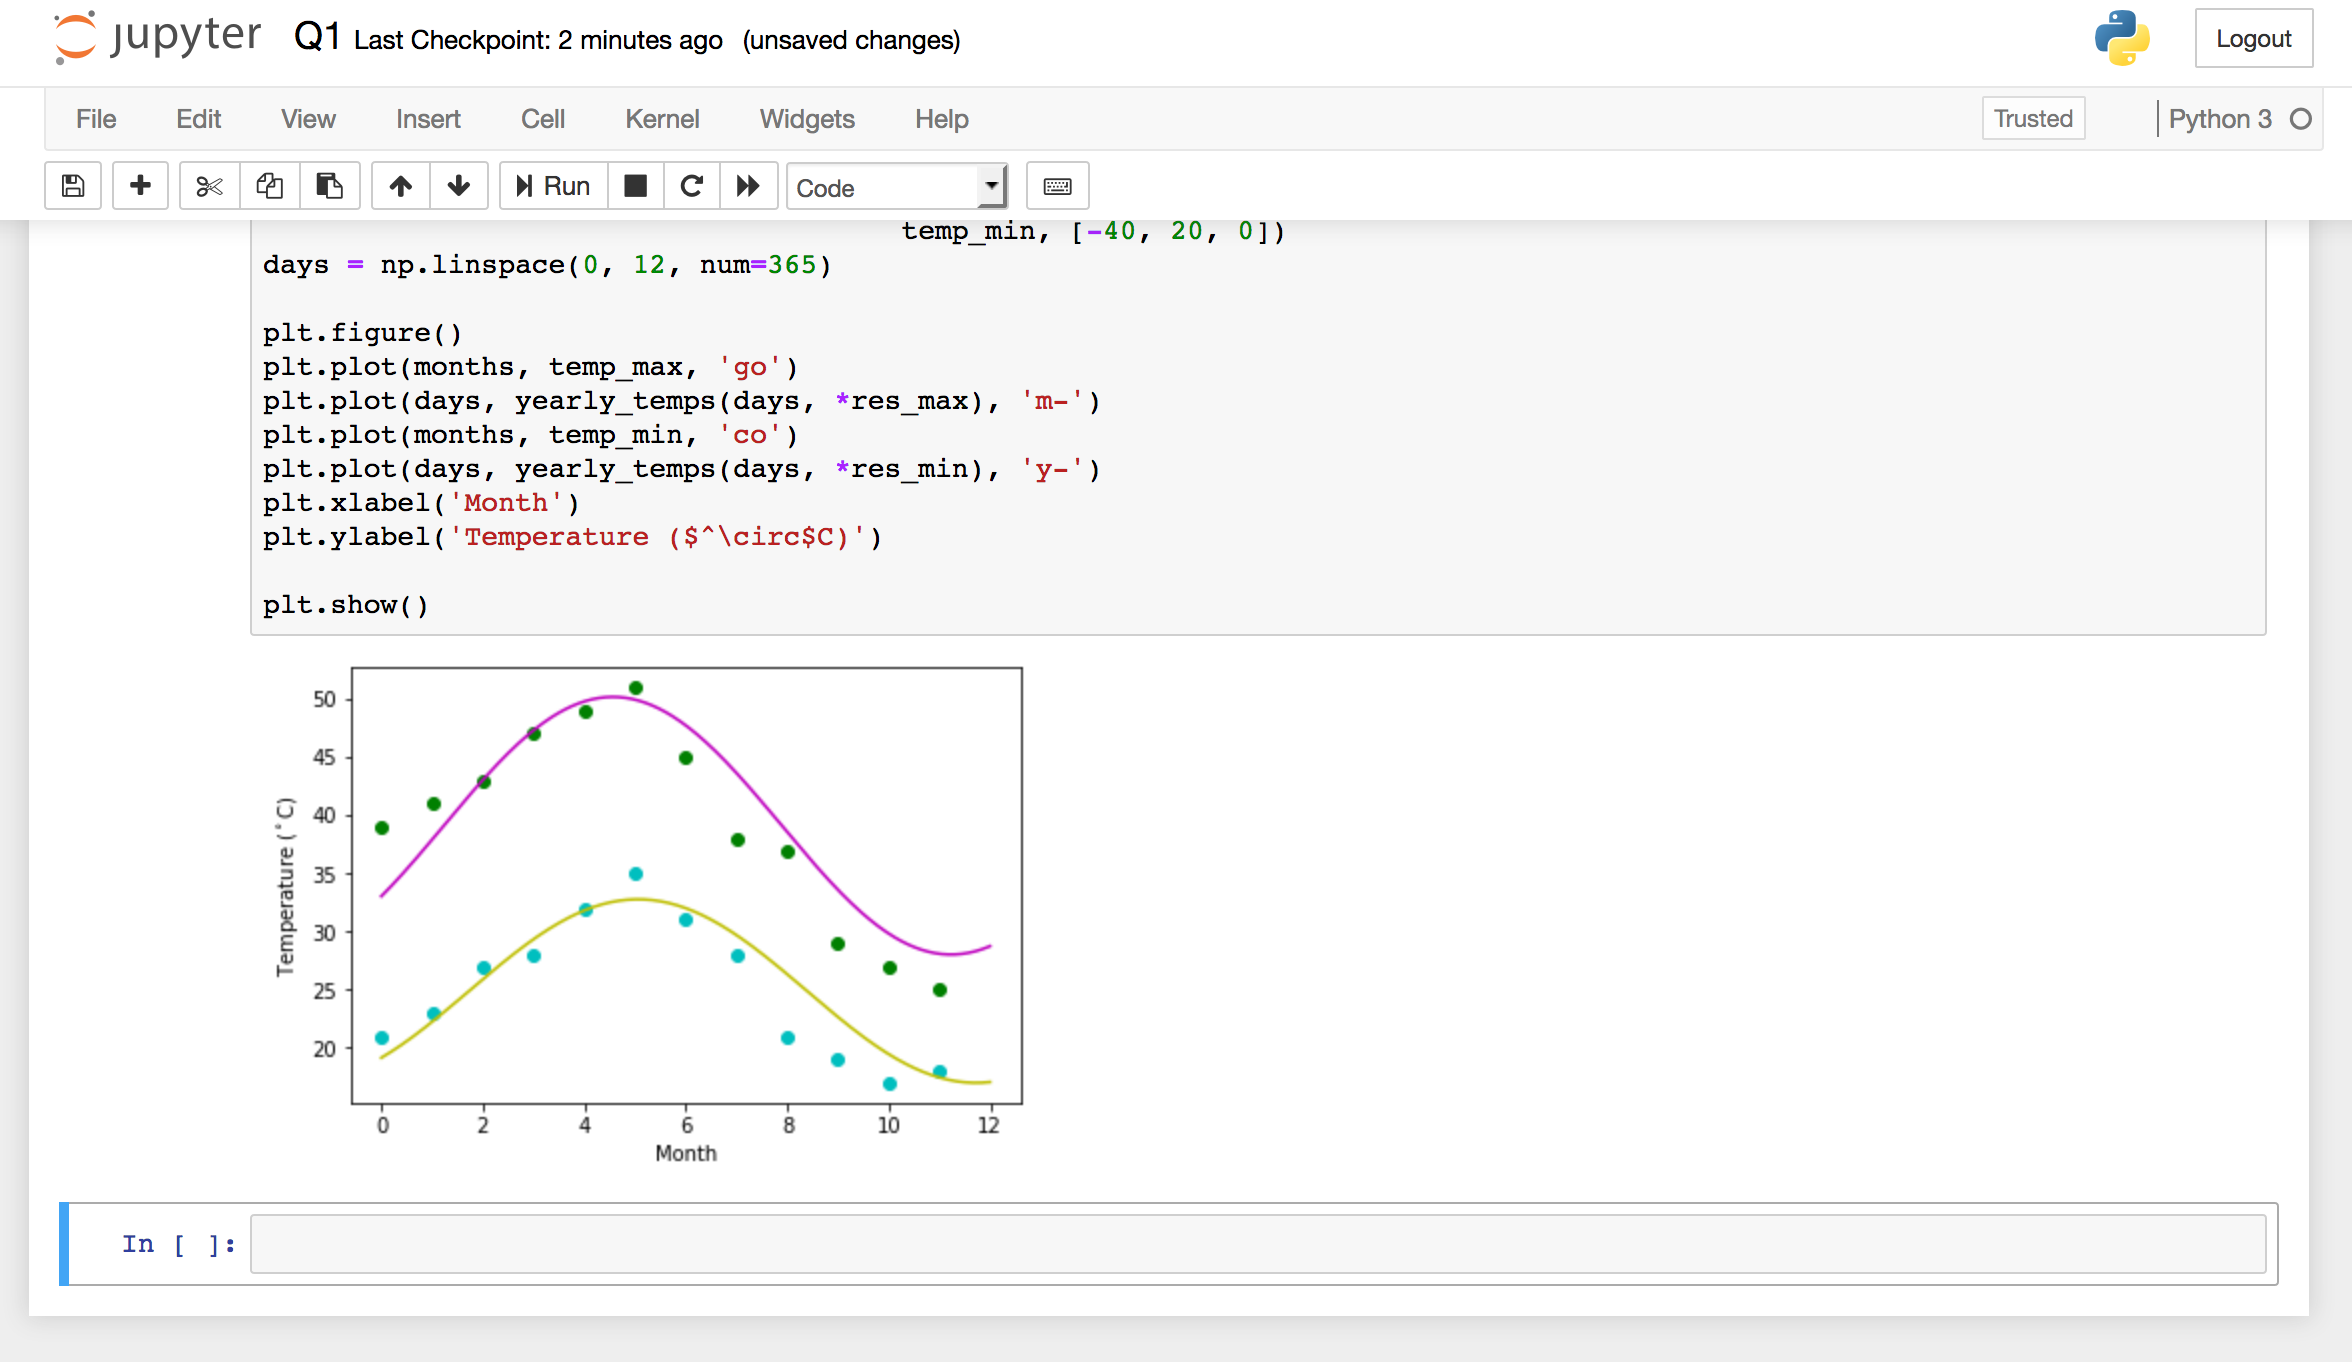 jupyter Q1 Last Checkpoint: 2 minutes ago (unsaved changes) Logout
File Edit View Insert Cell Kernel Widgets Help Trusted Python 3
Run Code
temp_min, [-40, 20, 0])
days = np.linspace(0, 12, num=365)
plt.figure()
plt.plot(months, temp_max, 'go')
plt.plot(days, yearly_temps(days, *res_max), 'm-')
plt.plot(months, temp_min, 'co')
plt.plot(days, yearly_temps(days, *res_min), 'y-')
plt.xlabel('Month')
plt.ylabel('Temperature ($^\circ$C)')
plt.show()
50
45
40
35
30
25
20
Temperature (˚C)
0 2 4 6 8 10 12
Month
In [ ]: